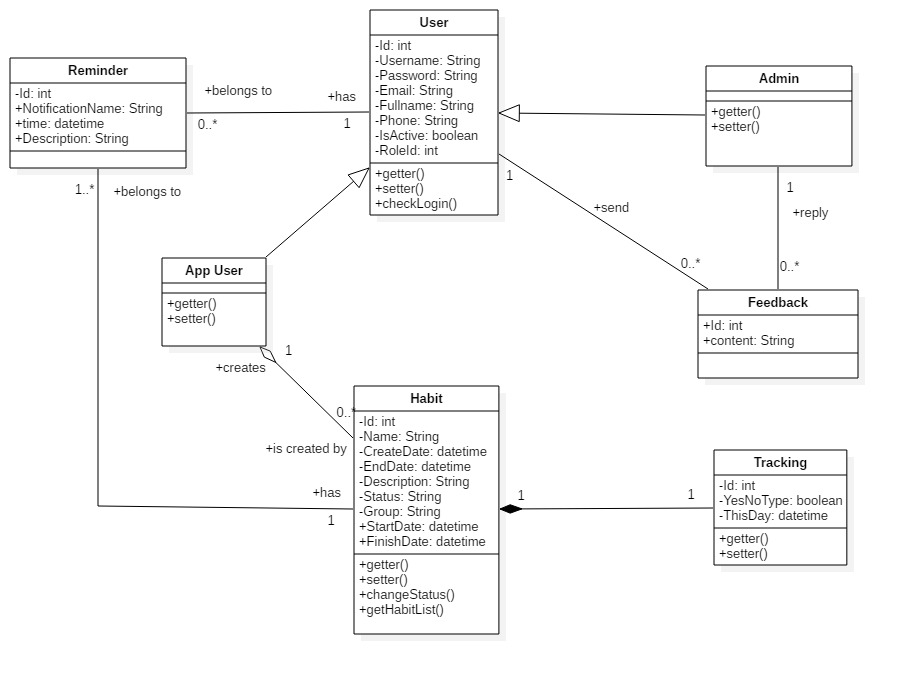 User
-Id: int
-Username: String
-Password: String
-Email: String
-Fullname: String
-Phone: String
-IsActive: boolean
-RoleId: int
+getter()
+setter()
+checkLogin()
Reminder
-Id: int
+NotificationName: String
+time: datetime
+Description: String
+belongs to
+has
0..*
1
Admin
+getter()
+setter()
1..*
+belongs to
1
+send
0..*
1
+reply
0..*
App User
+getter()
+setter()
Feedback
+Id: int
+content: String
1
+creates
0..*
+is created by
Habit
-Id: int
-Name: String
-CreateDate: datetime
-EndDate: datetime
-Description: String
-Status: String
-Group: String
+StartDate: datetime
+FinishDate: datetime
+getter()
+setter()
+changeStatus()
+getHabitList()
+has
1
1
1
Tracking
-Id: int
-YesNoType: boolean
-ThisDay: datetime
+getter()
+setter()